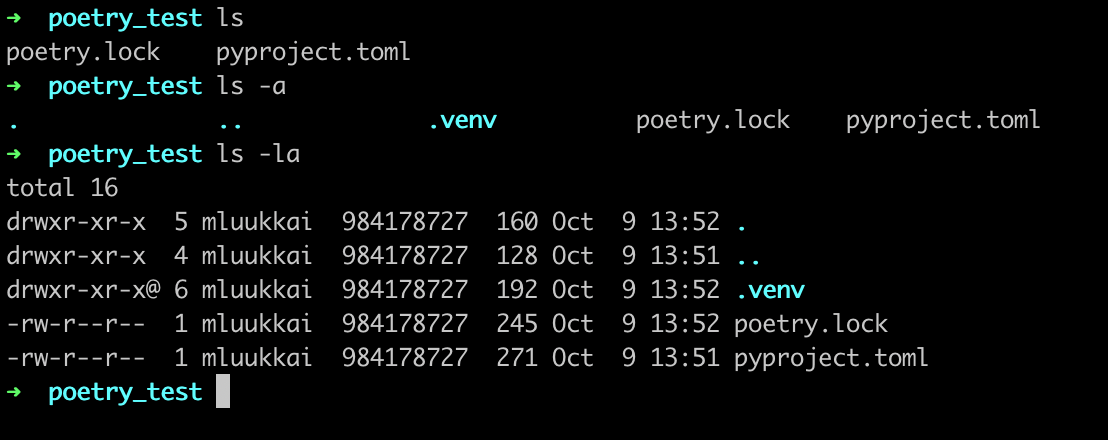 ➜  poetry_test ls
poetry.lock    pyproject.toml
➜  poetry_test ls -a
.              ..             .venv          poetry.lock    pyproject.toml
➜  poetry_test ls -la
total 16
drwxr-xr-x  5 mluukkai  984178727  160 Oct  9 13:52 .
drwxr-xr-x  4 mluukkai  984178727  128 Oct  9 13:51 ..
drwxr-xr-x@ 6 mluukkai  984178727  192 Oct  9 13:52 .venv
-rw-r--r--  1 mluukkai  984178727  245 Oct  9 13:52 poetry.lock
-rw-r--r--  1 mluukkai  984178727  271 Oct  9 13:51 pyproject.toml
➜  poetry_test